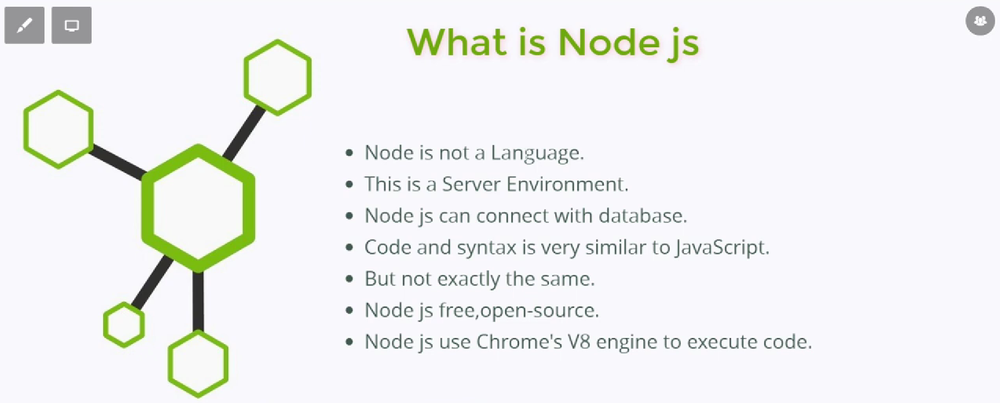 What is Node js
• Node is not a Language.
• This is a Server Environment.
• Node js can connect with database.
• Code and syntax is very similar to JavaScript.
• But not exactly the same.
• Node js free,open-source.
• Node js use Chrome's V8 engine to execute code.